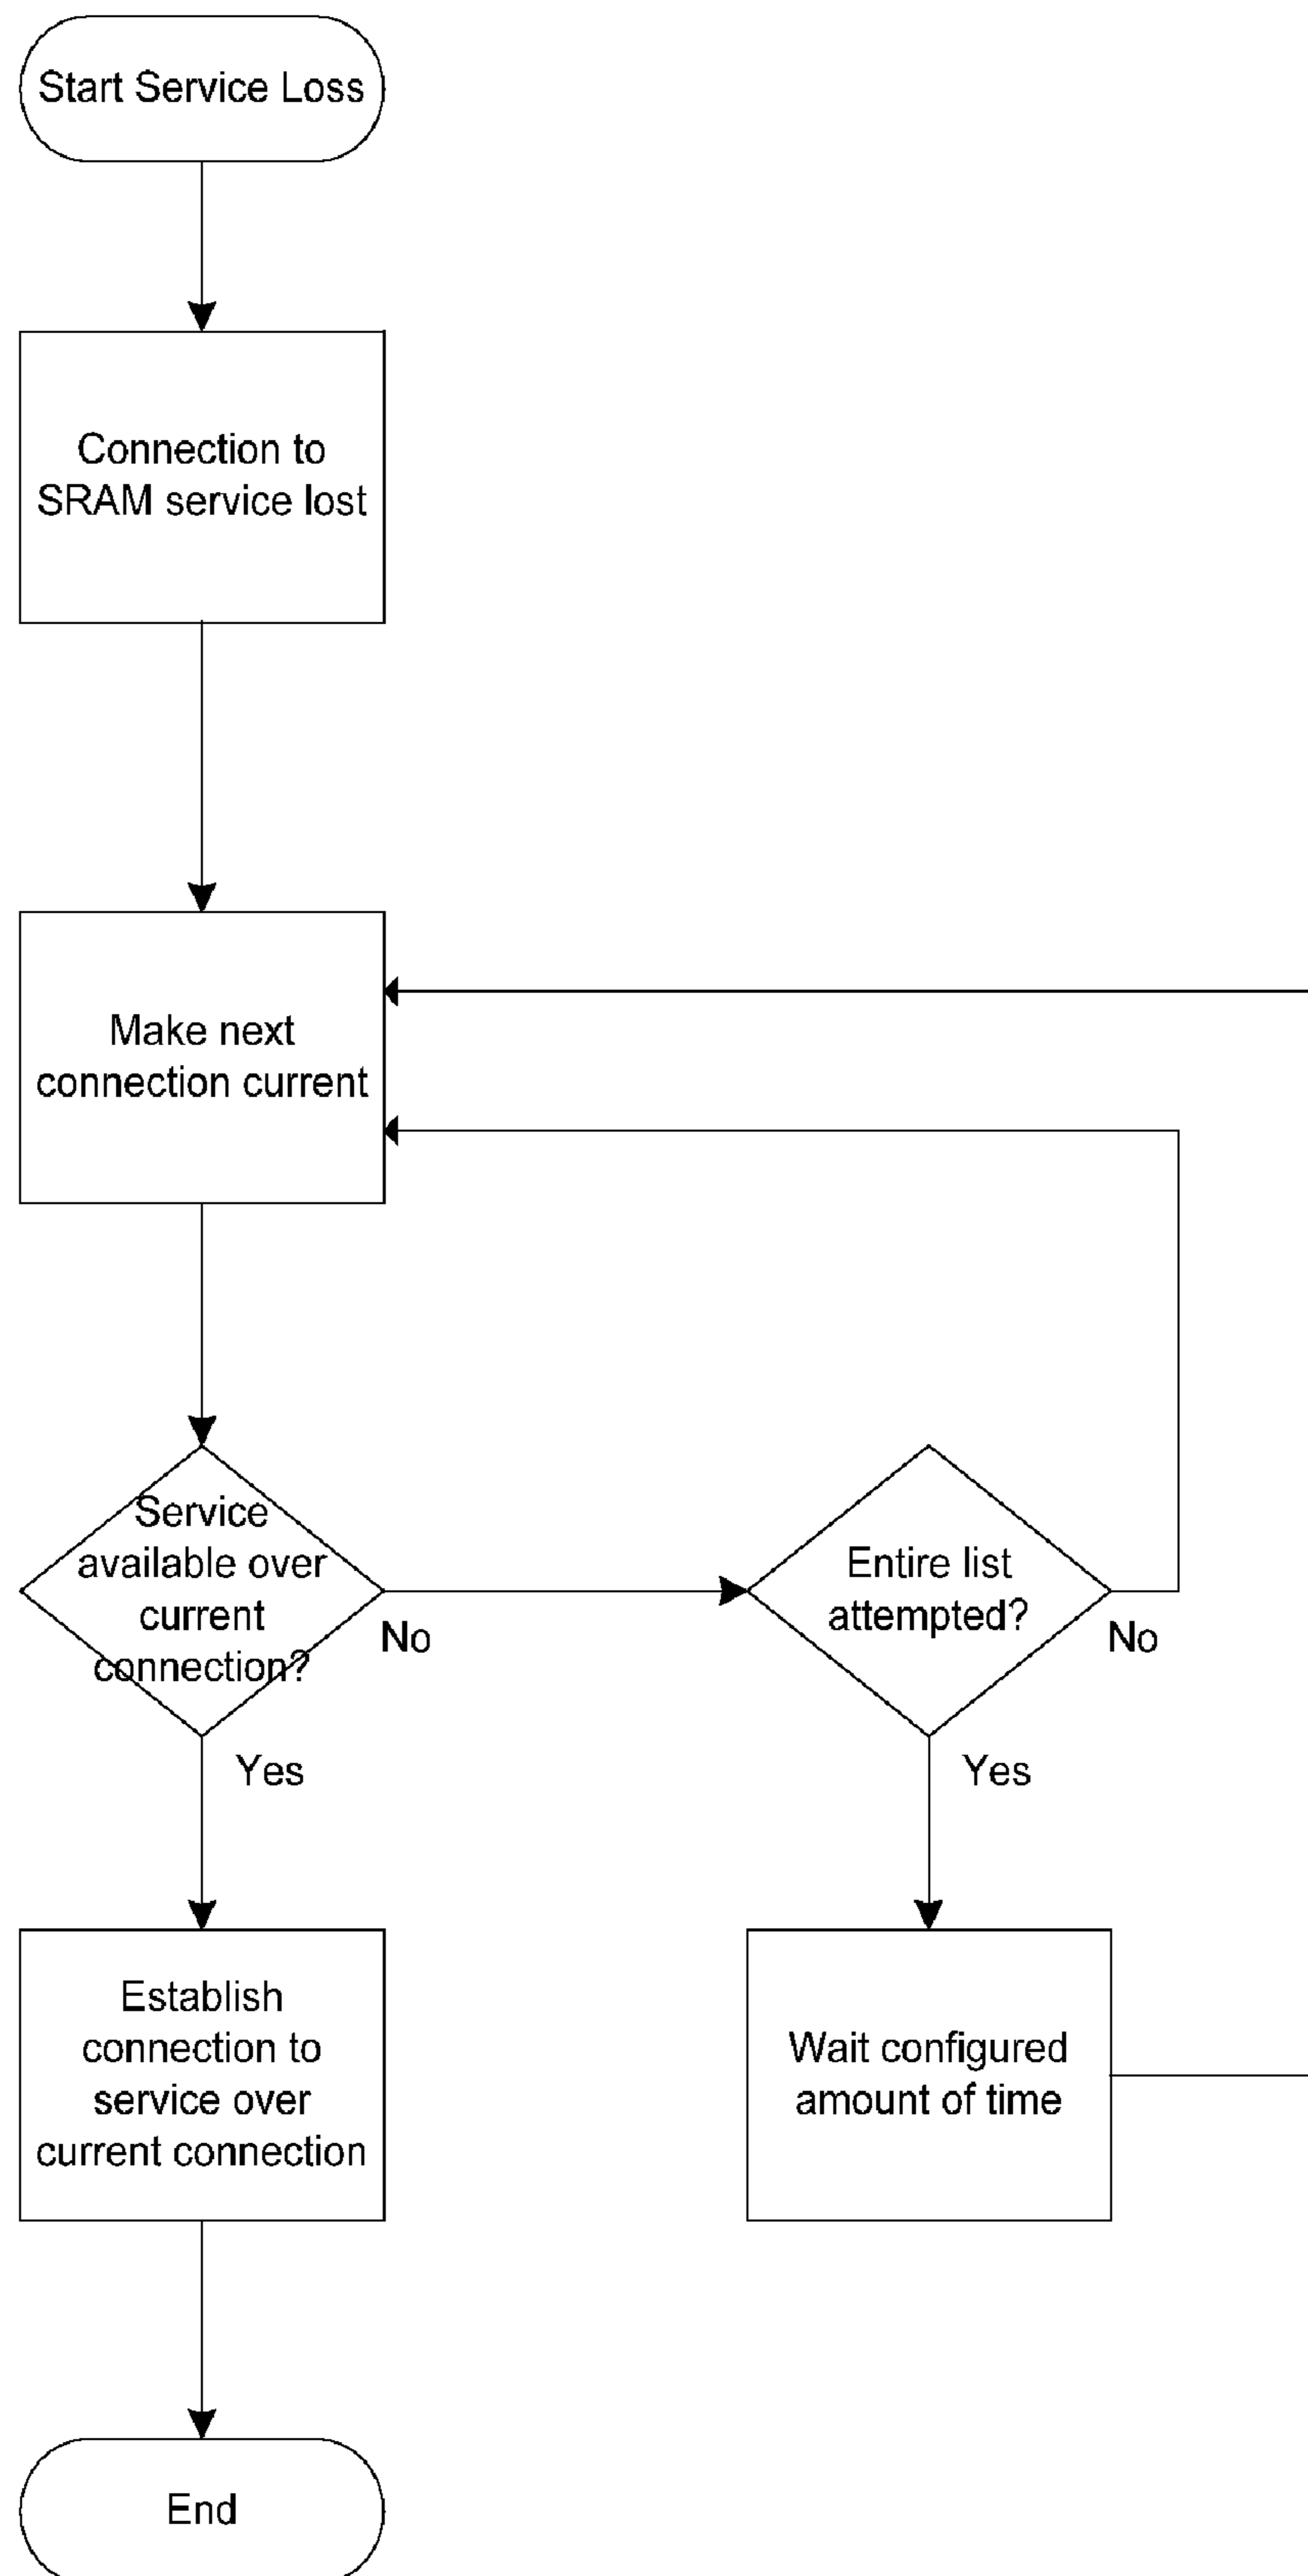 Start Service Loss
Connection to
SRAM service lost
Make next
connection current
Service
available over
current
connection?
No
Yes
Entire list
attempted?
No
Yes
Establish
connection to
service over
current connection
Wait configured
amount of time
End